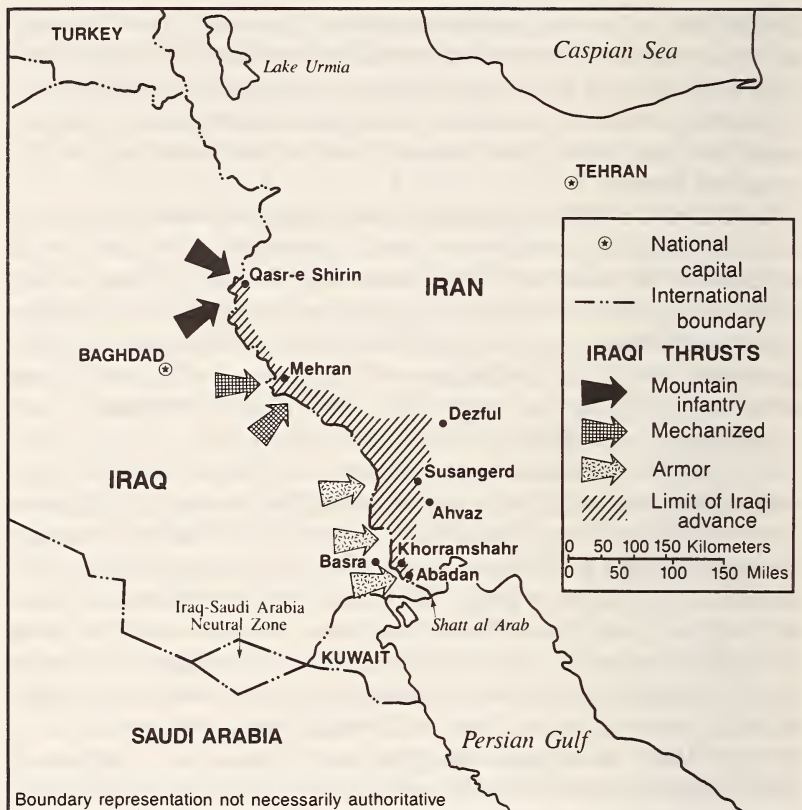 TURKEY
Lake Urmia
Caspian Sea
TEHRAN
Qasr-e Shirin
IRAN
BAGHDAD
Mehran
Dezful
IRAQ
Susangerd
Ahvaz
Basra
Khorramshahr
Abadan
Iraq-Saudi Arabia
Neutral Zone
Shatt al Arab
KUWAIT
SAUDI ARABIA
Persian Gulf
National
capital
International
boundary
IRAQI THRUSTS
Mountain
infantry
Mechanized
Armor
Limit of Iraqi
advance
0 50 100 150 Kilometers
0 50 100 150 Miles
Boundary representation not necessarily authoritative